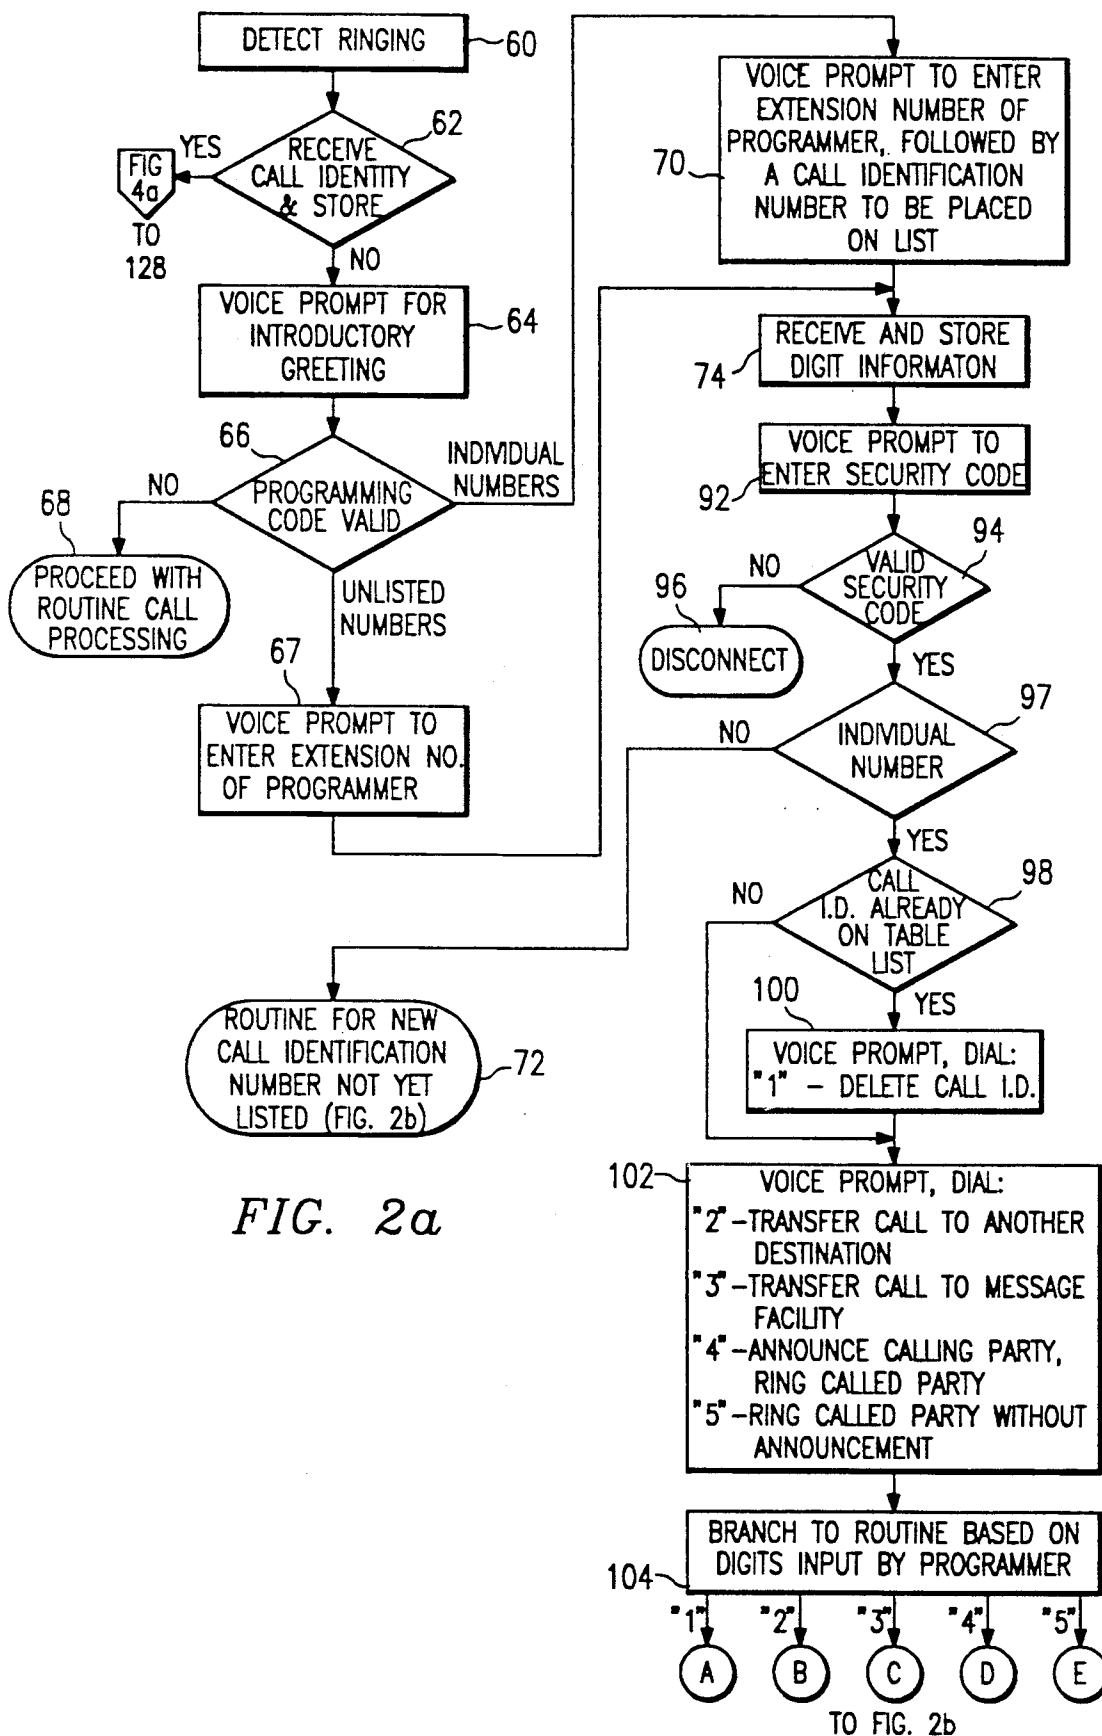 DETECT RINGING
60
62
RECEIVE
CALL IDENTITY
& STORE
YES
FIG
4a
TO
128
NO
VOICE PROMPT FOR
INTRODUCTORY
GREETING
64
66
PROGRAMMING
CODE VALID
NO
INDIVIDUAL
NUMBERS
68
PROCEED WITH
ROUTINE CALL
PROCESSING
UNLISTED
NUMBERS
67
VOICE PROMPT TO
ENTER EXTENSION NO.
OF PROGRAMMER
ROUTINE FOR NEW
CALL IDENTIFICATION
NUMBER NOT YET
LISTED (FIG. 2b)
72
FIG. 2a
VOICE PROMPT TO ENTER
EXTENSION NUMBER OF
PROGRAMMER, FOLLOWED BY
A CALL IDENTIFICATION
NUMBER TO BE PLACED
ON LIST
70
RECEIVE AND STORE
DIGIT INFORMATON
74
VOICE PROMPT TO
ENTER SECURITY CODE
92
94
VALID
SECURITY
CODE
NO
96
DISCONNECT
YES
97
INDIVIDUAL
NUMBER
NO
YES
98
CALL
I.D. ALREADY
ON TABLE
LIST
NO
YES
100
VOICE PROMPT, DIAL:
"1" - DELETE CALL I.D.
102
VOICE PROMPT, DIAL:
"2"-TRANSFER CALL TO ANOTHER
DESTINATION
"3"-TRANSFER CALL TO MESSAGE
FACILITY
"4"-ANNOUNCE CALLING PARTY,
RING CALLED PARTY
"5"-RING CALLED PARTY WITHOUT
ANNOUNCEMENT
BRANCH TO ROUTINE BASED ON
DIGITS INPUT BY PROGRAMMER
104
"1" "2" "3" "4" "5"
A B C D E
TO FIG. 2b